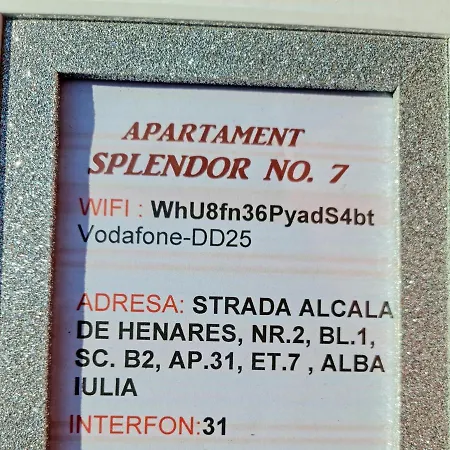 APARTAMENT
SPLENDOR NO. 7
WIFI : WhU8fn36PyadS4bt
Vodafone-DD25
ADRESA: STRADA ALCALA
DE HENARES, NR.2, BL.1,
SC. B2, AP.31, ET.7 , ALBA
IULIA
INTERFON:31